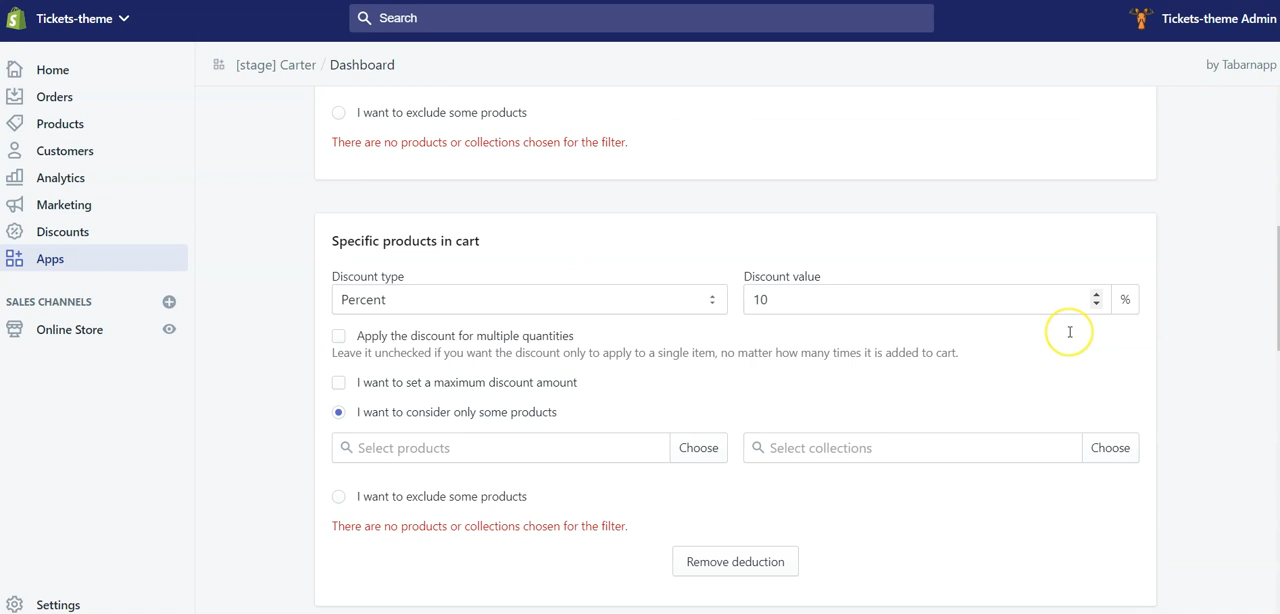 Tickets-theme
Search
Tickets-theme Admin
[stage] Carter / Dashboard
by Tabarnapp
Home
Orders
Products
Customers
Analytics
Marketing
Discounts
Apps
SALES CHANNELS
Online Store
Settings
I want to exclude some products
There are no products or collections chosen for the filter.
Specific products in cart
Discount type
Discount value
Percent
10
%
Apply the discount for multiple quantities
Leave it unchecked if you want the discount only to apply to a single item, no matter how many times it is added to cart.
I want to set a maximum discount amount
I want to consider only some products
Select products
Choose
Select collections
Choose
I want to exclude some products
There are no products or collections chosen for the filter.
Remove deduction